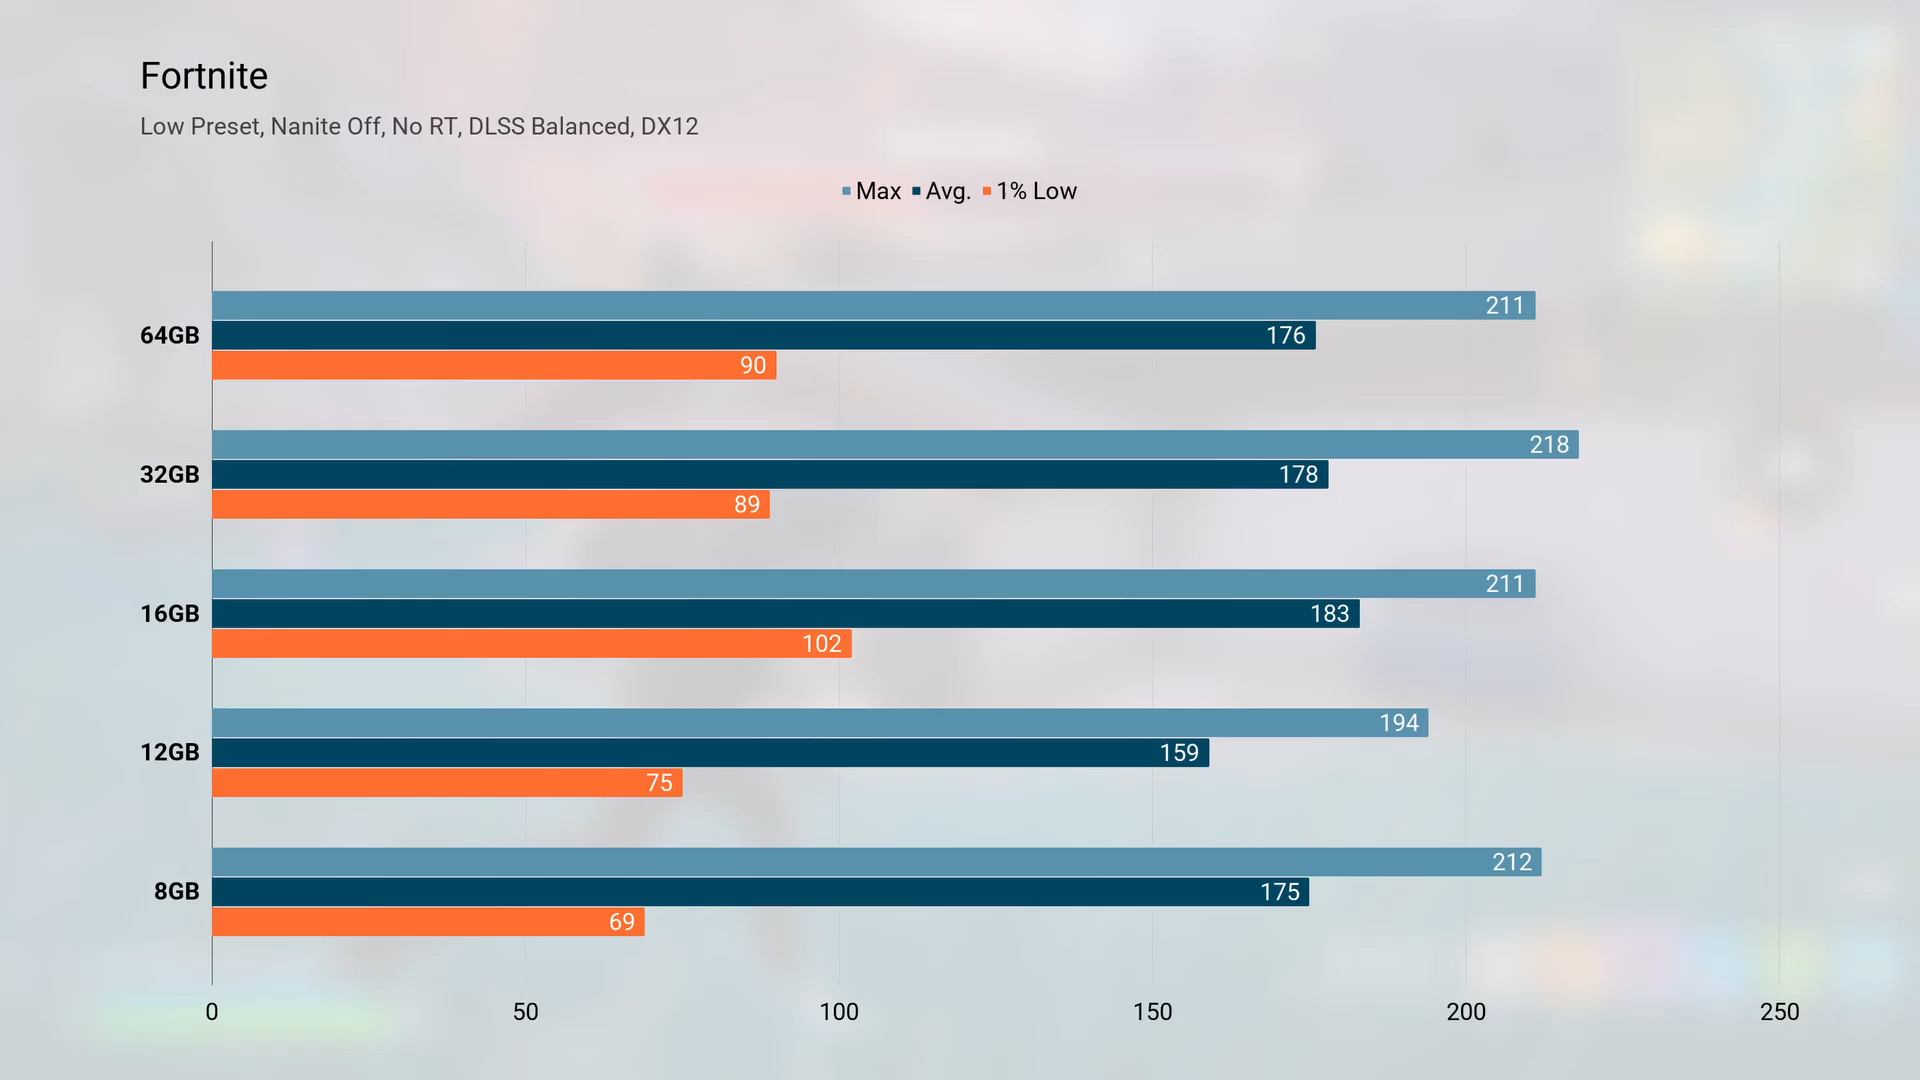 Fortnite
Low Preset, Nanite Off, No RT, DLSS Balanced, DX12
Max Avg. 1% Low
211
64GB 176
90
218
32GB 178
89
211
16GB 183
102
194
12GB 159
75
212
8GB 175
69
0 50 100 150 200 250